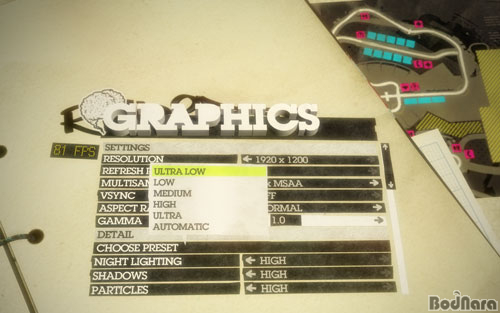 GRAPHICS
81 FPS
SETTINGS
RESOLUTION 1920 x 1200
REFRESH
ULTRA LOW
MULTISAM
LOW
MSAA
MEDIUM
VSYNC
HIGH
ASPECT RA
ULTRA
ORMAL
GAMMA
AUTOMATIC
1.0
DETAIL
CHOOSE PRESET
NIGHT LIGHTING HIGH
SHADOWS HIGH
PARTICLES HIGH
BodNara